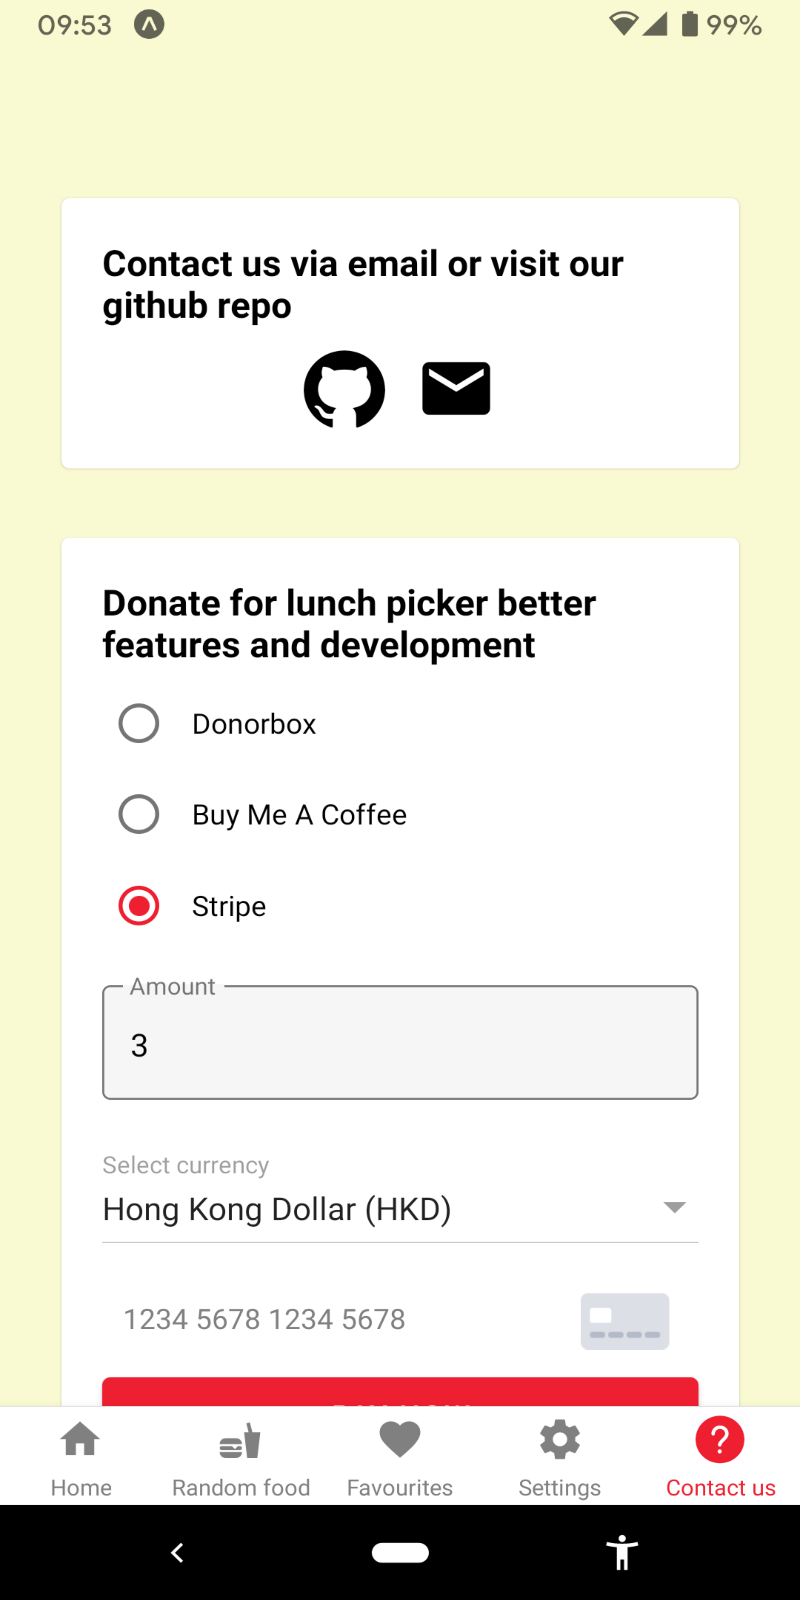 09:53 99%
Contact us via email or visit our
github repo
Donate for lunch picker better
features and development
Donorbox
Buy Me A Coffee
Stripe
Amount
3
Select currency
Hong Kong Dollar (HKD)
1234 5678 1234 5678
Home Random food Favourites Settings Contact us